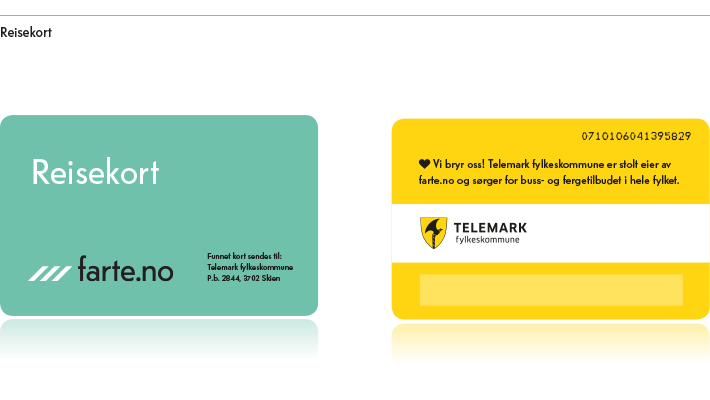 Reisekort
Reisekort
farte.no
Funnet kort sendes til:
Telemark fylkeskommune
P.b. 2844, 3702 Skien
0710106041395829
Vi bryr oss! Telemark fylkeskommune er stolt eier av
farte.no og sørger for buss- og fergetilbudet i hele fylket.
TELEMARK
fylkeskommune